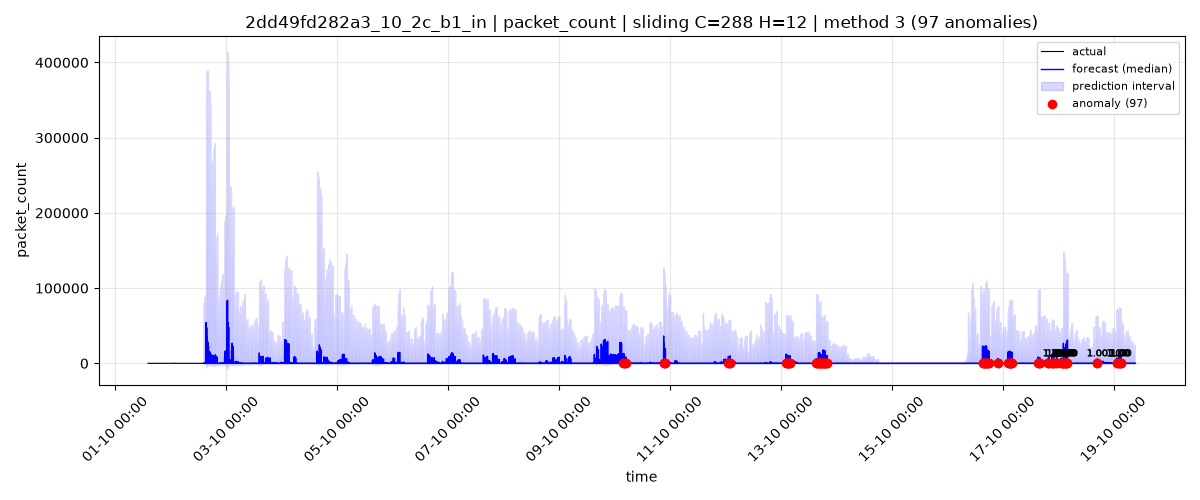 2dd49fd282a3_10_2c_b1_in | packet_count | sliding C=288 H=12 | method 3 (97 anomalies)
actual
forecast (median)
prediction interval
anomaly (97)
packet_count
400000
300000
200000
100000
0
01-10 00:00
03-10 00:00
05-10 00:00
07-10 00:00
09-10 00:00
11-10 00:00
13-10 00:00
15-10 00:00
17-10 00:00
19-10 00:00
time